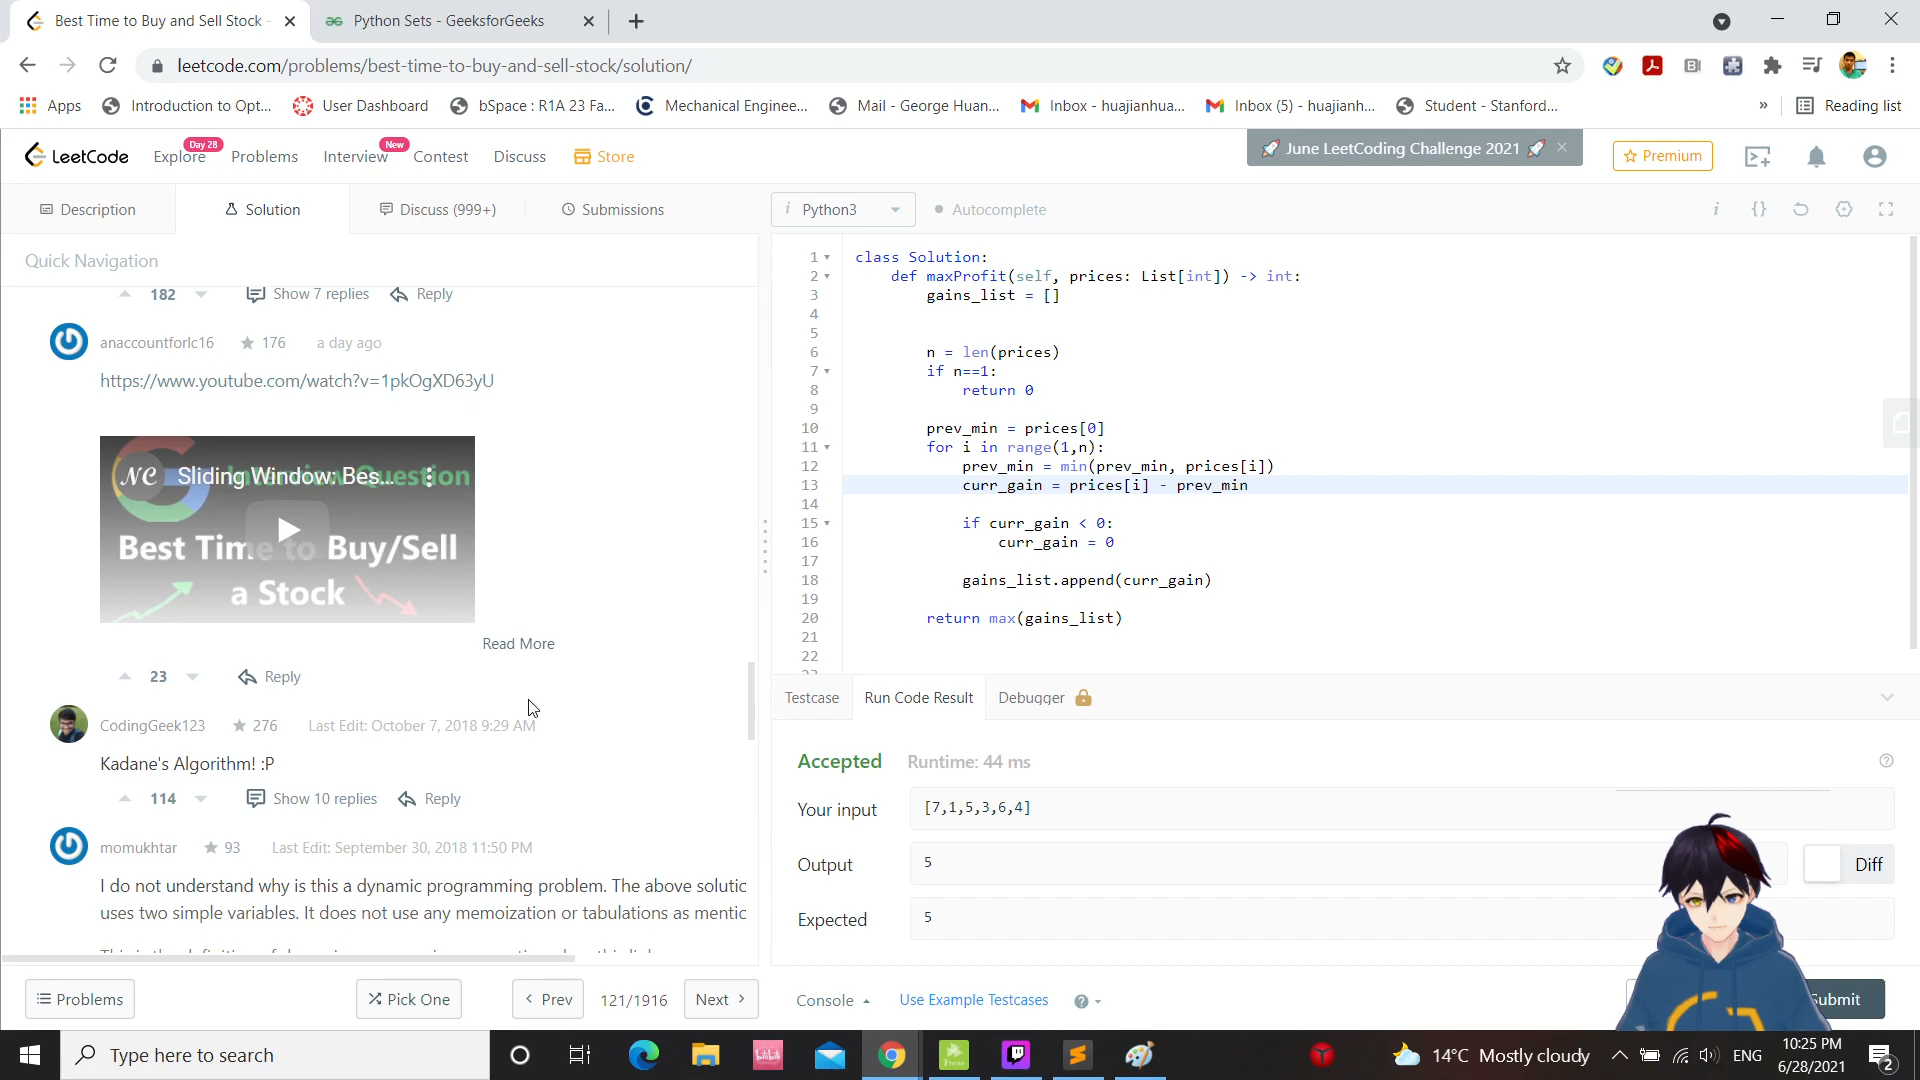 Best Time to Buy and Sell Stock -
Python Sets - GeeksforGeeks
leetcode.com/problems/best-time-to-buy-and-sell-stock/solution/
Apps
Introduction to Opt...
User Dashboard
bSpace : R1A 23 Fa...
Mechanical Enginee...
Mail - George Huan...
Inbox - huajianhua...
Inbox (5) - huajianh...
Student - Stanford...
»
Reading list
LeetCode
Explore
Day 28
Problems
Interview
New
Contest
Discuss
Store
June LeetCoding Challenge 2021
Premium
Description
Solution
Discuss (999+)
Submissions
i Python3
Autocomplete
Quick Navigation
182
Show 7 replies
Reply
anaccountforlc16
176
a day ago
https://www.youtube.com/watch?v=1pkOgXD63yU
NC
Sliding Window: Bes...
Best Time to Buy/Sell
a Stock
Read More
23
Reply
CodingGeek123
276
Last Edit: October 7, 2018 9:29 AM
Kadane's Algorithm! :P
114
Show 10 replies
Reply
momukhtar
93
Last Edit: September 30, 2018 11:50 PM
I do not understand why is this a dynamic programming problem. The above solutic
uses two simple variables. It does not use any memoization or tabulations as mentic
Problems
Pick One
Prev
121/1916
Next
1 class Solution:
2 def maxProfit(self, prices: List[int]) -> int:
3 gains_list = []
4
5
6 n = len(prices)
7 if n==1:
8 return 0
9
10 prev_min = prices[0]
11 for i in range(1,n):
12 prev_min = min(prev_min, prices[i])
13 curr_gain = prices[i] - prev_min
14
15 if curr_gain < 0:
16 curr_gain = 0
17
18 gains_list.append(curr_gain)
19
20 return max(gains_list)
21
22
Testcase
Run Code Result
Debugger
Accepted
Runtime: 44 ms
Your input
[7,1,5,3,6,4]
Output
5
Diff
Expected
5
Console
Use Example Testcases
Submit
Type here to search
14°C Mostly cloudy
ENG
10:25 PM
6/28/2021
2